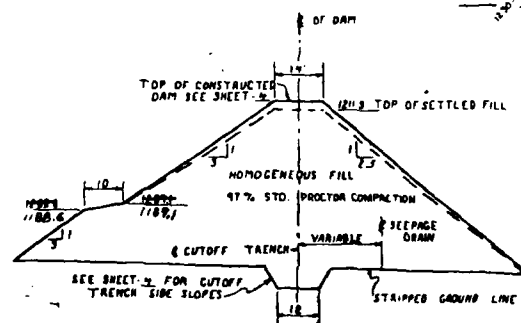 1230
℄ OF DAM
14'
TOP OF CONSTRUCTED
DAM SEE SHEET-4
1211.9 TOP OF SETTLED FILL
1
3
1
2.5
HOMOGENEOUS FILL
97% STD. PROCTOR COMPACTION
10
1188.6
1189.1
1
3
℄ CUTOFF TRENCH
VARIABLE
℄ SEEPAGE
DRAIN
SEE SHEET-4 FOR CUTOFF
TRENCH SIDE SLOPES
STRIPPED GROUND LINE